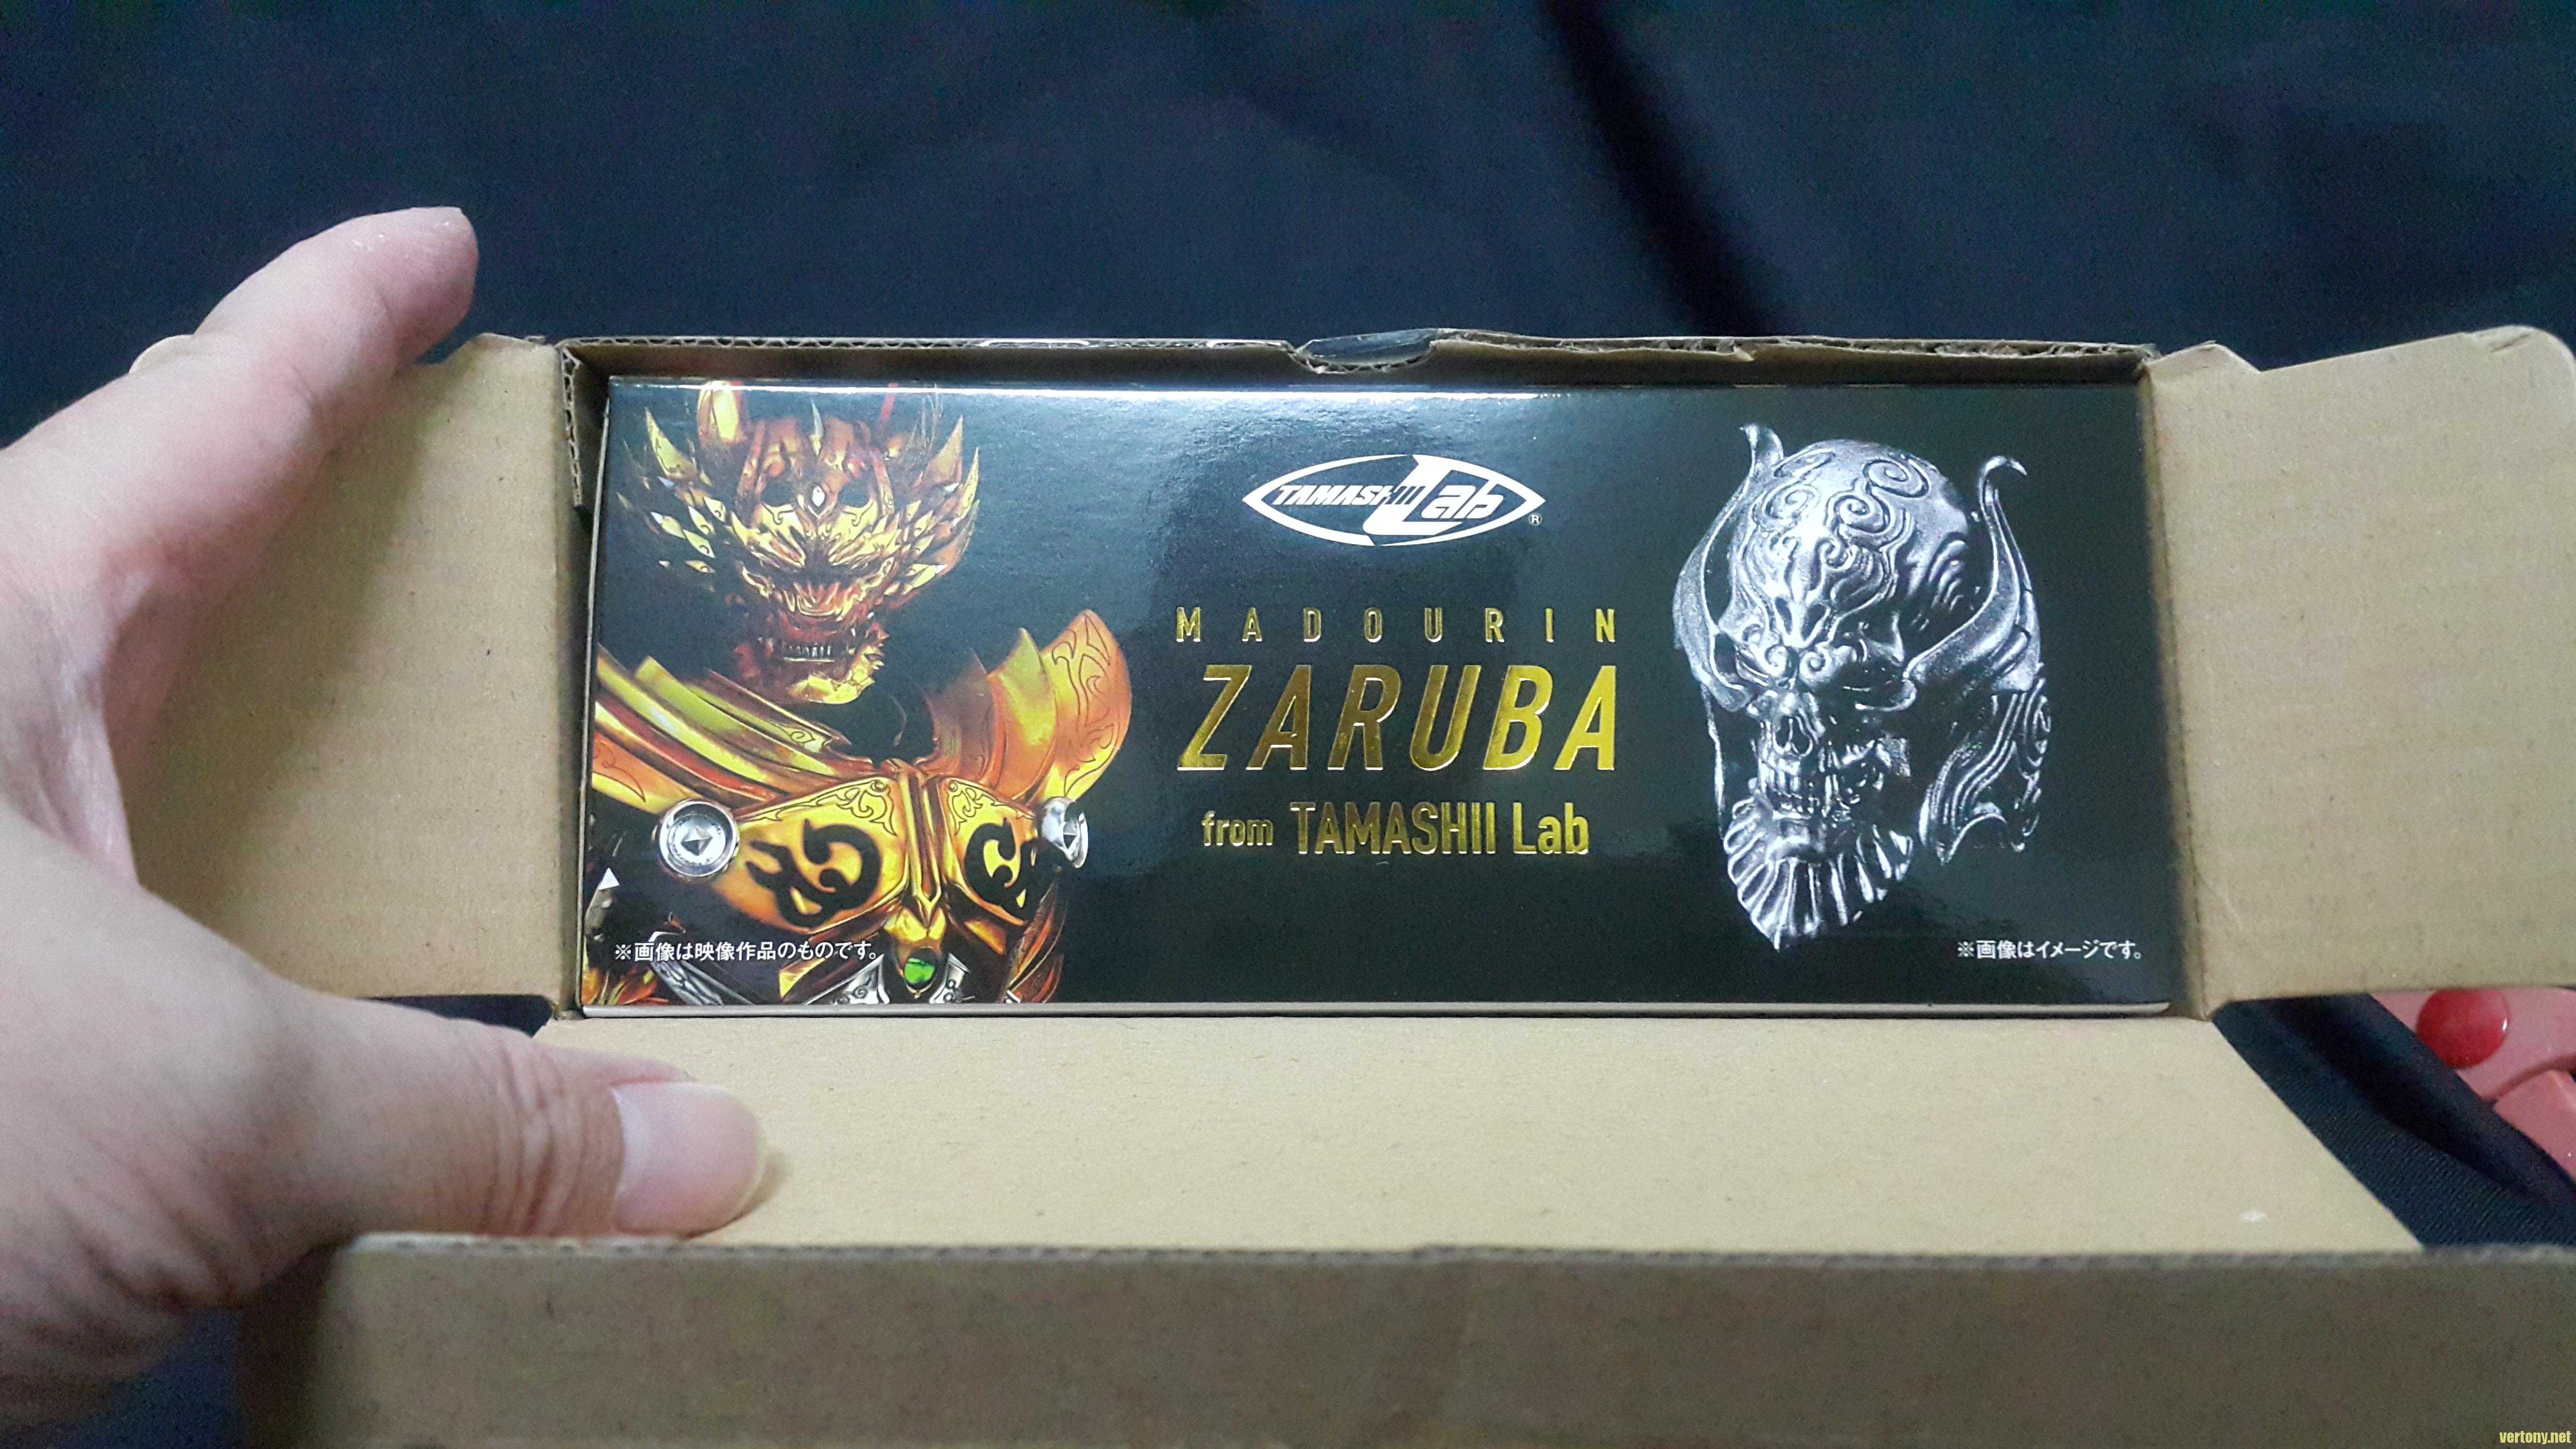 TAMASHII Lab ®
MADOURIN
ZARUBA
from TAMASHII Lab
※画像は映像作品のものです。
※画像はイメージです。
vertony.net